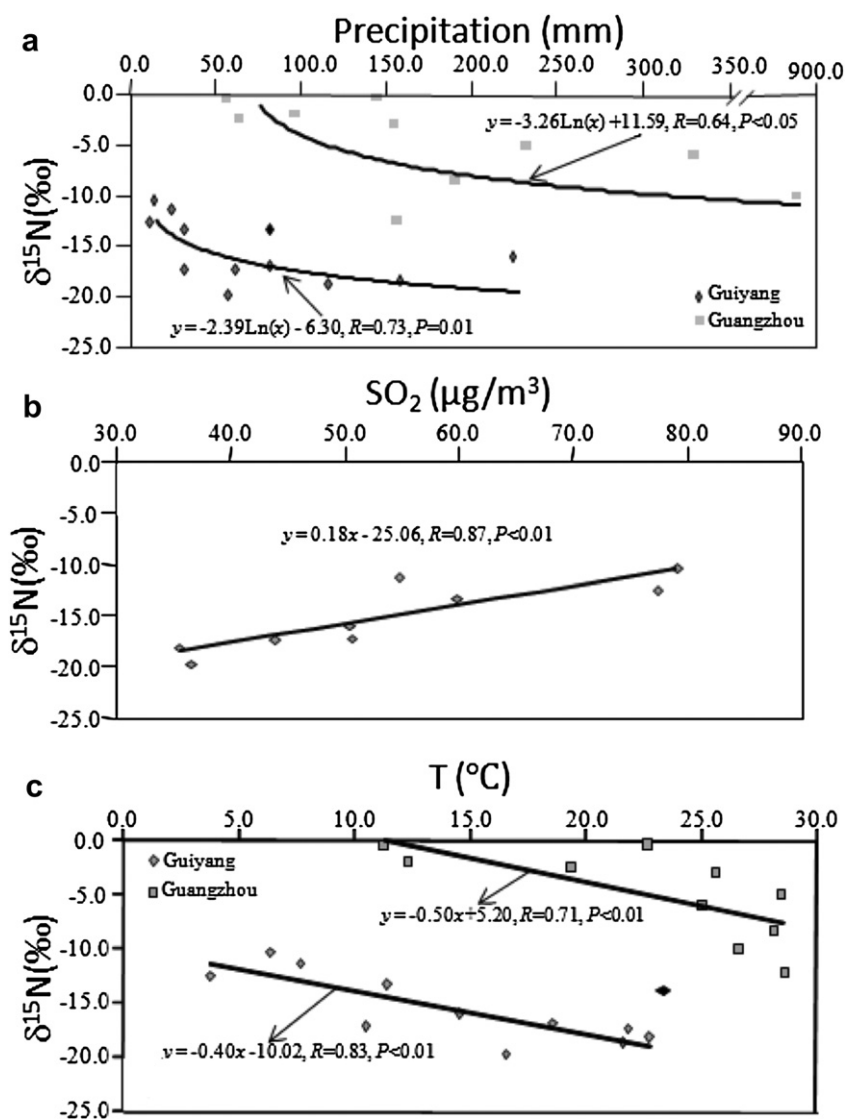 a
Precipitation (mm)
0.0 50.0 100.0 150.0 200.0 250.0 300.0 350.0 900.0
0.0
-5.0
-10.0
-15.0
-20.0
-25.0
δ¹⁵N(‰)
y = -3.26Ln(x) +11.59, R=0.64, P<0.05
Guiyang
Guangzhou
y = -2.39Ln(x) - 6.30, R=0.73, P=0.01
b
SO₂ (µg/m³)
30.0 40.0 50.0 60.0 70.0 80.0 90.0
0.0
-5.0
-10.0
-15.0
-20.0
-25.0
δ¹⁵N(‰)
y = 0.18x - 25.06, R=0.87, P<0.01
c
T (°C)
0.0 5.0 10.0 15.0 20.0 25.0 30.0
0.0
-5.0
-10.0
-15.0
-20.0
-25.0
δ¹⁵N(‰)
Guiyang
Guangzhou
y = -0.50x+5.20, R=0.71, P<0.01
y = -0.40x -10.02, R=0.83, P<0.01